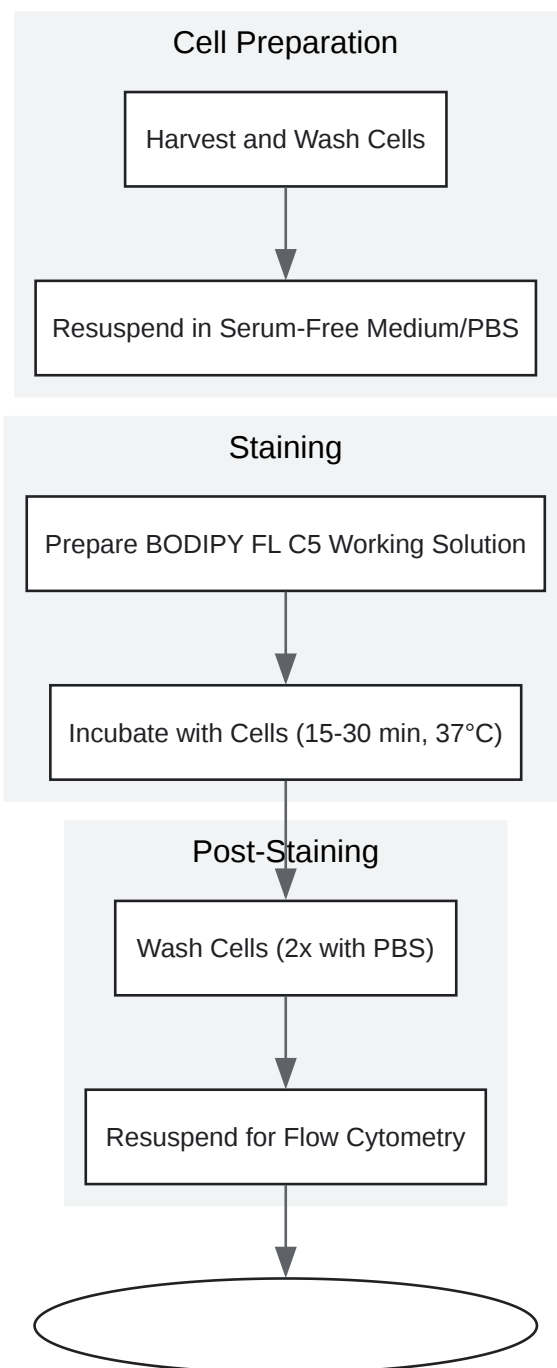 Cell Preparation
Harvest and Wash Cells
Resuspend in Serum-Free Medium/PBS
Staining
Prepare BODIPY FL C5 Working Solution
Incubate with Cells (15-30 min, 37°C)
Post-Staining
Wash Cells (2x with PBS)
Resuspend for Flow Cytometry